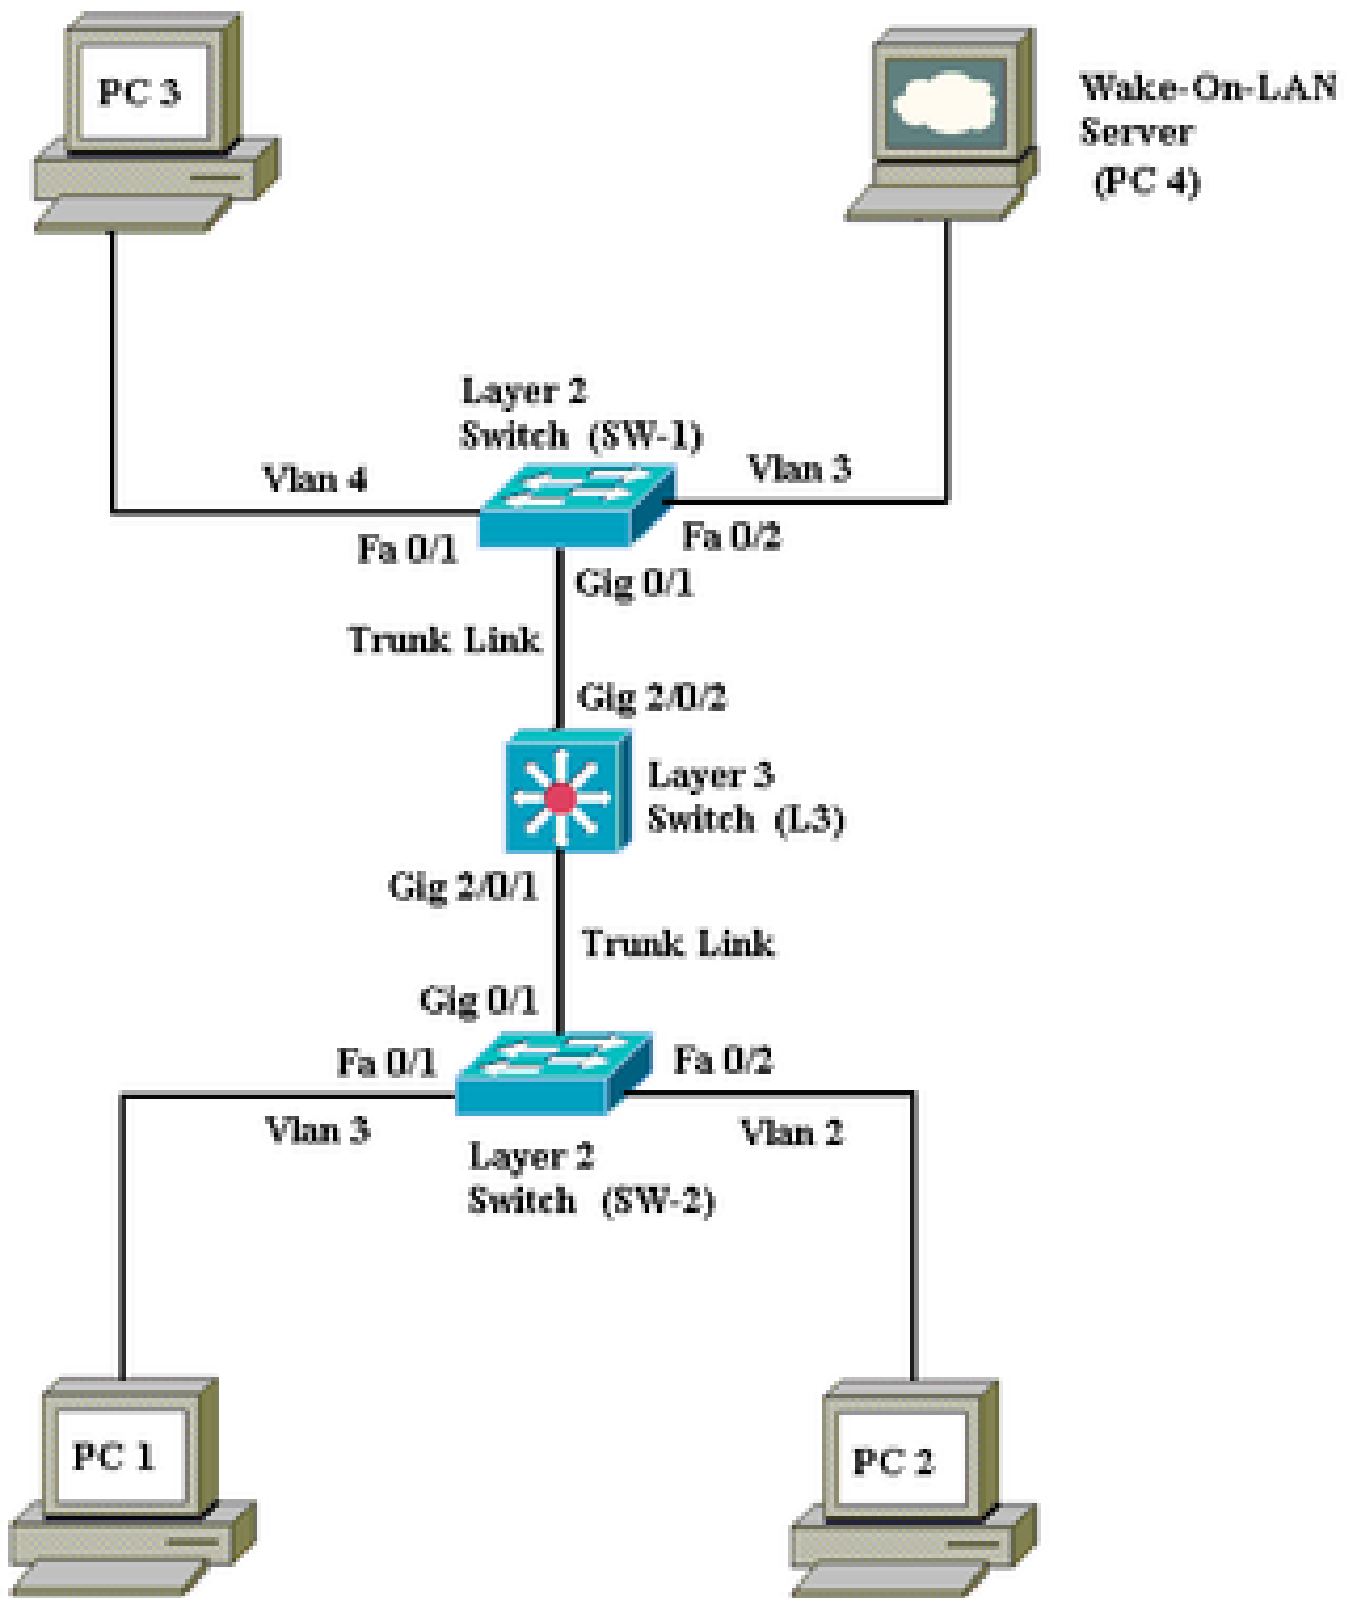 PC 3
Wake-On-LAN
Server
(PC 4)
Layer 2
Switch (SW-1)
Vlan 4
Vlan 3
Fa 0/1
Fa 0/2
Gig 0/1
Trunk Link
Gig 2/0/2
Layer 3
Switch (L3)
Gig 2/0/1
Trunk Link
Gig 0/1
Fa 0/1
Fa 0/2
Vlan 3
Vlan 2
Layer 2
Switch (SW-2)
PC 1
PC 2